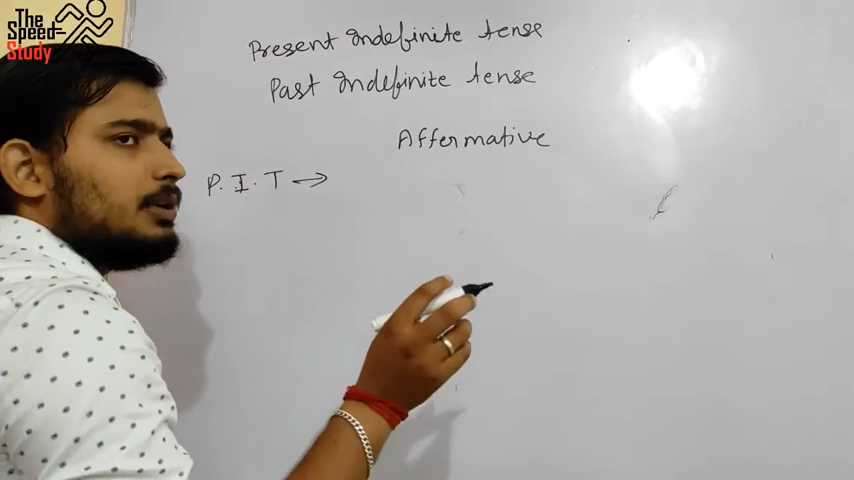 The
Speed
Study
Present Indefinite tense
Past Indefinite tense
Affermative
P. I. T →